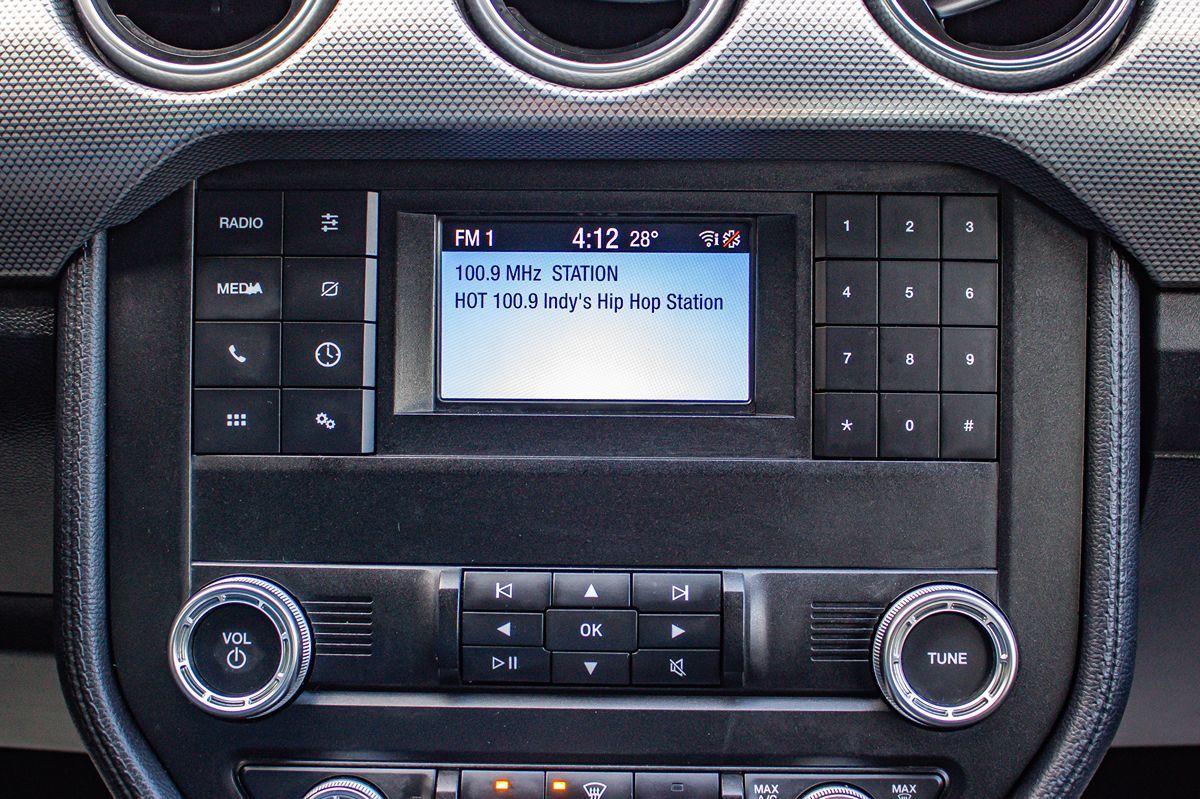 RADIO
MEDIA
FM 1 4:12 28°
100.9 MHz STATION
HOT 100.9 Indy's Hip Hop Station
1 2 3
4 5 6
7 8 9
* 0 #
VOL
OK
TUNE
MAX
A/C
MAX